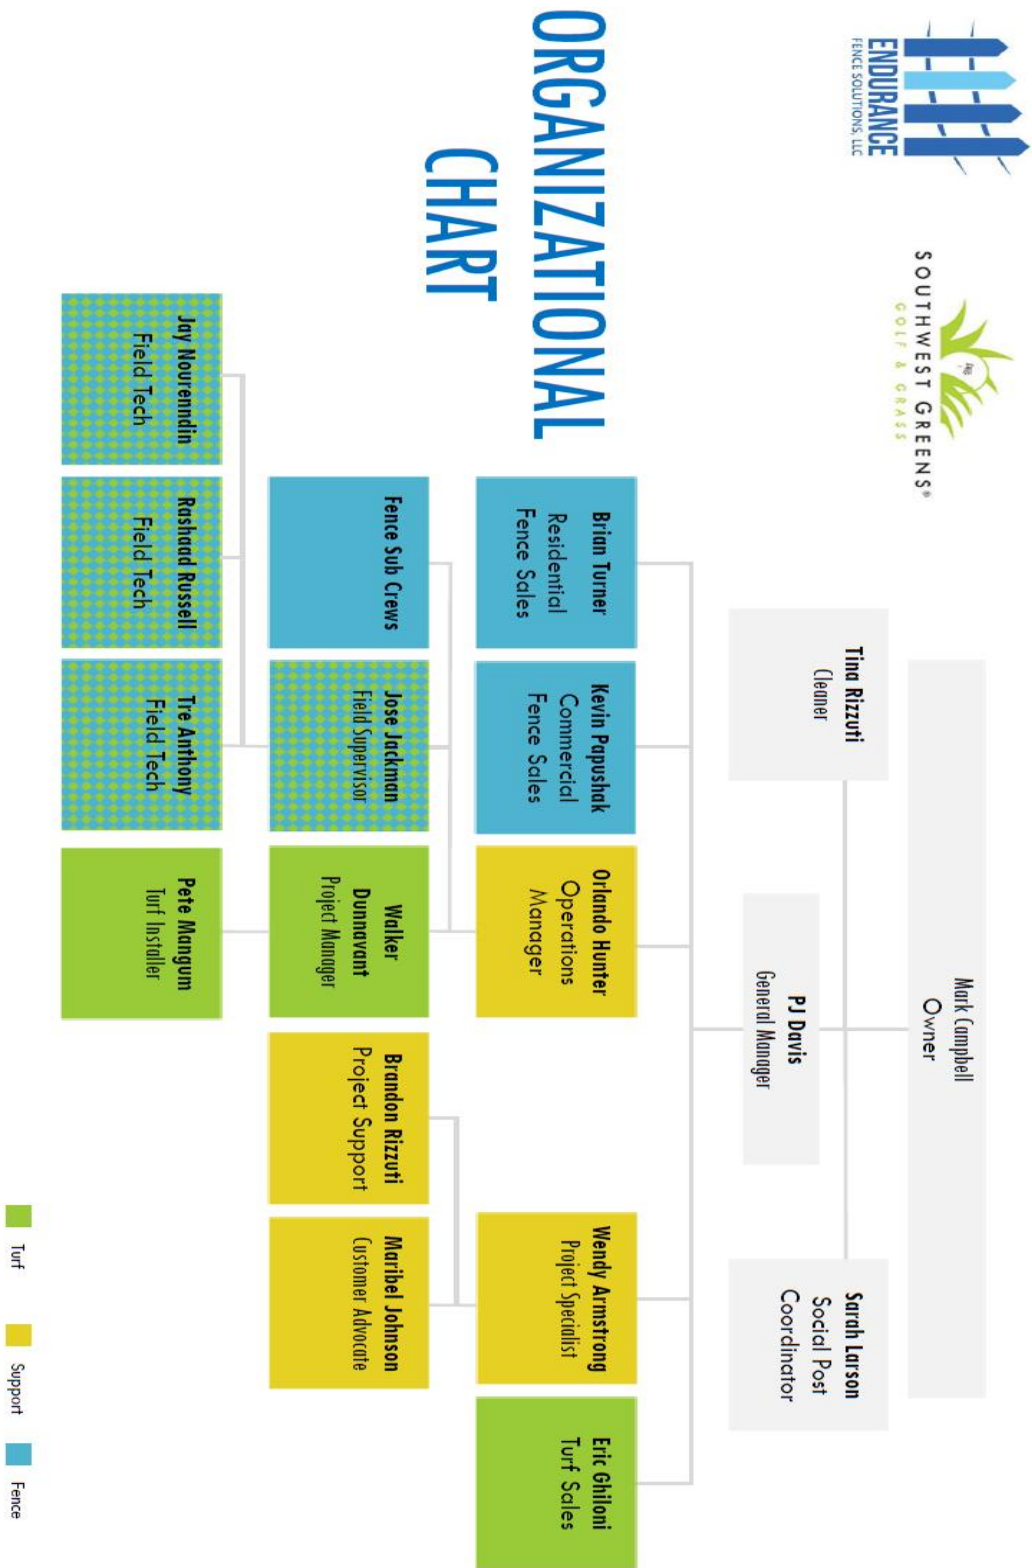 ENDURANCE
FENCE SOLUTIONS, LLC
SOUTHWEST GREENS®
GOLF & GRASS
ORGANIZATIONAL
CHART
Mark Campbell
Owner
Tina Rizzuti
Cleaner
PJ Davis
General Manager
Sarah Larson
Social Post
Coordinator
Brian Turner
Residential
Fence Sales
Kevin Papushak
Commercial
Fence Sales
Orlando Hunter
Operations
Manager
Wendy Armstrong
Project Specialist
Eric Ghiloni
Turf Sales
Fence Sub Crews
Jose Jackman
Field Supervisor
Walker
Dunnavant
Project Manager
Brandon Rizzuti
Project Support
Maribel Johnson
Customer Advocate
Jay Nourenndin
Field Tech
Rashaad Russell
Field Tech
Tre Anthony
Field Tech
Pete Mangum
Turf Installer
Turf
Support
Fence